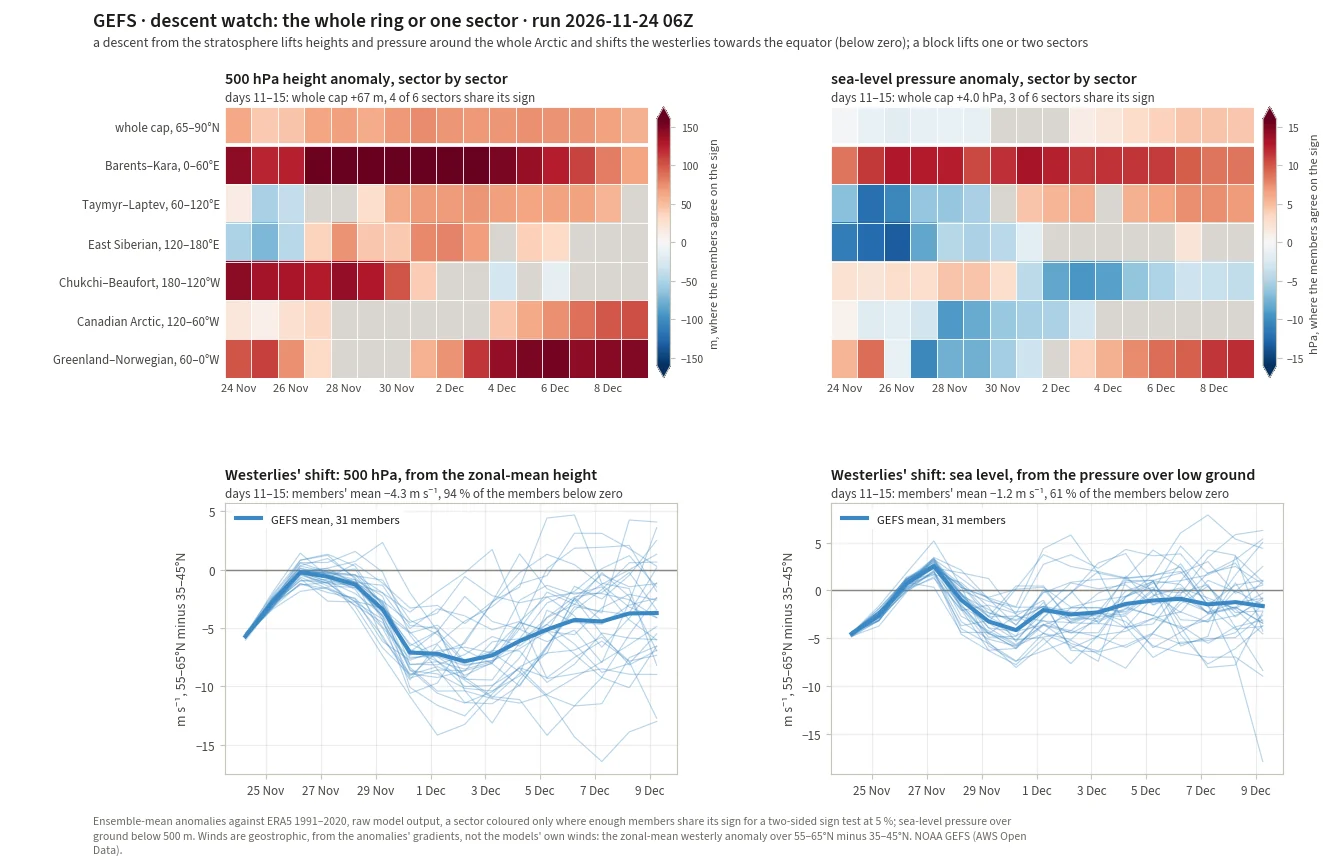 GEFS · descent watch: the whole ring or one sector · run 2026-11-24 06Z
a descent from the stratosphere lifts heights and pressure around the whole Arctic and shifts the westerlies towards the equator (below zero); a block lifts one or two sectors
500 hPa height anomaly, sector by sector
days 11–15: whole cap +67 m, 4 of 6 sectors share its sign
whole cap, 65–90°N
Barents–Kara, 0–60°E
Taymyr–Laptev, 60–120°E
East Siberian, 120–180°E
Chukchi–Beaufort, 180–120°W
Canadian Arctic, 120–60°W
Greenland–Norwegian, 60–0°W
24 Nov 26 Nov 28 Nov 30 Nov 2 Dec 4 Dec 6 Dec 8 Dec
150
100
50
0
−50
−100
−150
m, where the members agree on the sign
sea-level pressure anomaly, sector by sector
days 11–15: whole cap +4.0 hPa, 3 of 6 sectors share its sign
24 Nov 26 Nov 28 Nov 30 Nov 2 Dec 4 Dec 6 Dec 8 Dec
15
10
5
0
−5
−10
−15
hPa, where the members agree on the sign
Westerlies' shift: 500 hPa, from the zonal-mean height
days 11–15: members' mean −4.3 m s⁻¹, 94 % of the members below zero
GEFS mean, 31 members
5
0
−5
−10
−15
m s⁻¹, 55–65°N minus 35–45°N
25 Nov 27 Nov 29 Nov 1 Dec 3 Dec 5 Dec 7 Dec 9 Dec
Westerlies' shift: sea level, from the pressure over low ground
days 11–15: members' mean −1.2 m s⁻¹, 61 % of the members below zero
GEFS mean, 31 members
5
0
−5
−10
−15
m s⁻¹, 55–65°N minus 35–45°N
25 Nov 27 Nov 29 Nov 1 Dec 3 Dec 5 Dec 7 Dec 9 Dec
Ensemble-mean anomalies against ERA5 1991–2020, raw model output, a sector coloured only where enough members share its sign for a two-sided sign test at 5 %; sea-level pressure over
ground below 500 m. Winds are geostrophic, from the anomalies' gradients, not the models' own winds: the zonal-mean westerly anomaly over 55–65°N minus 35–45°N. NOAA GEFS (AWS Open
Data).